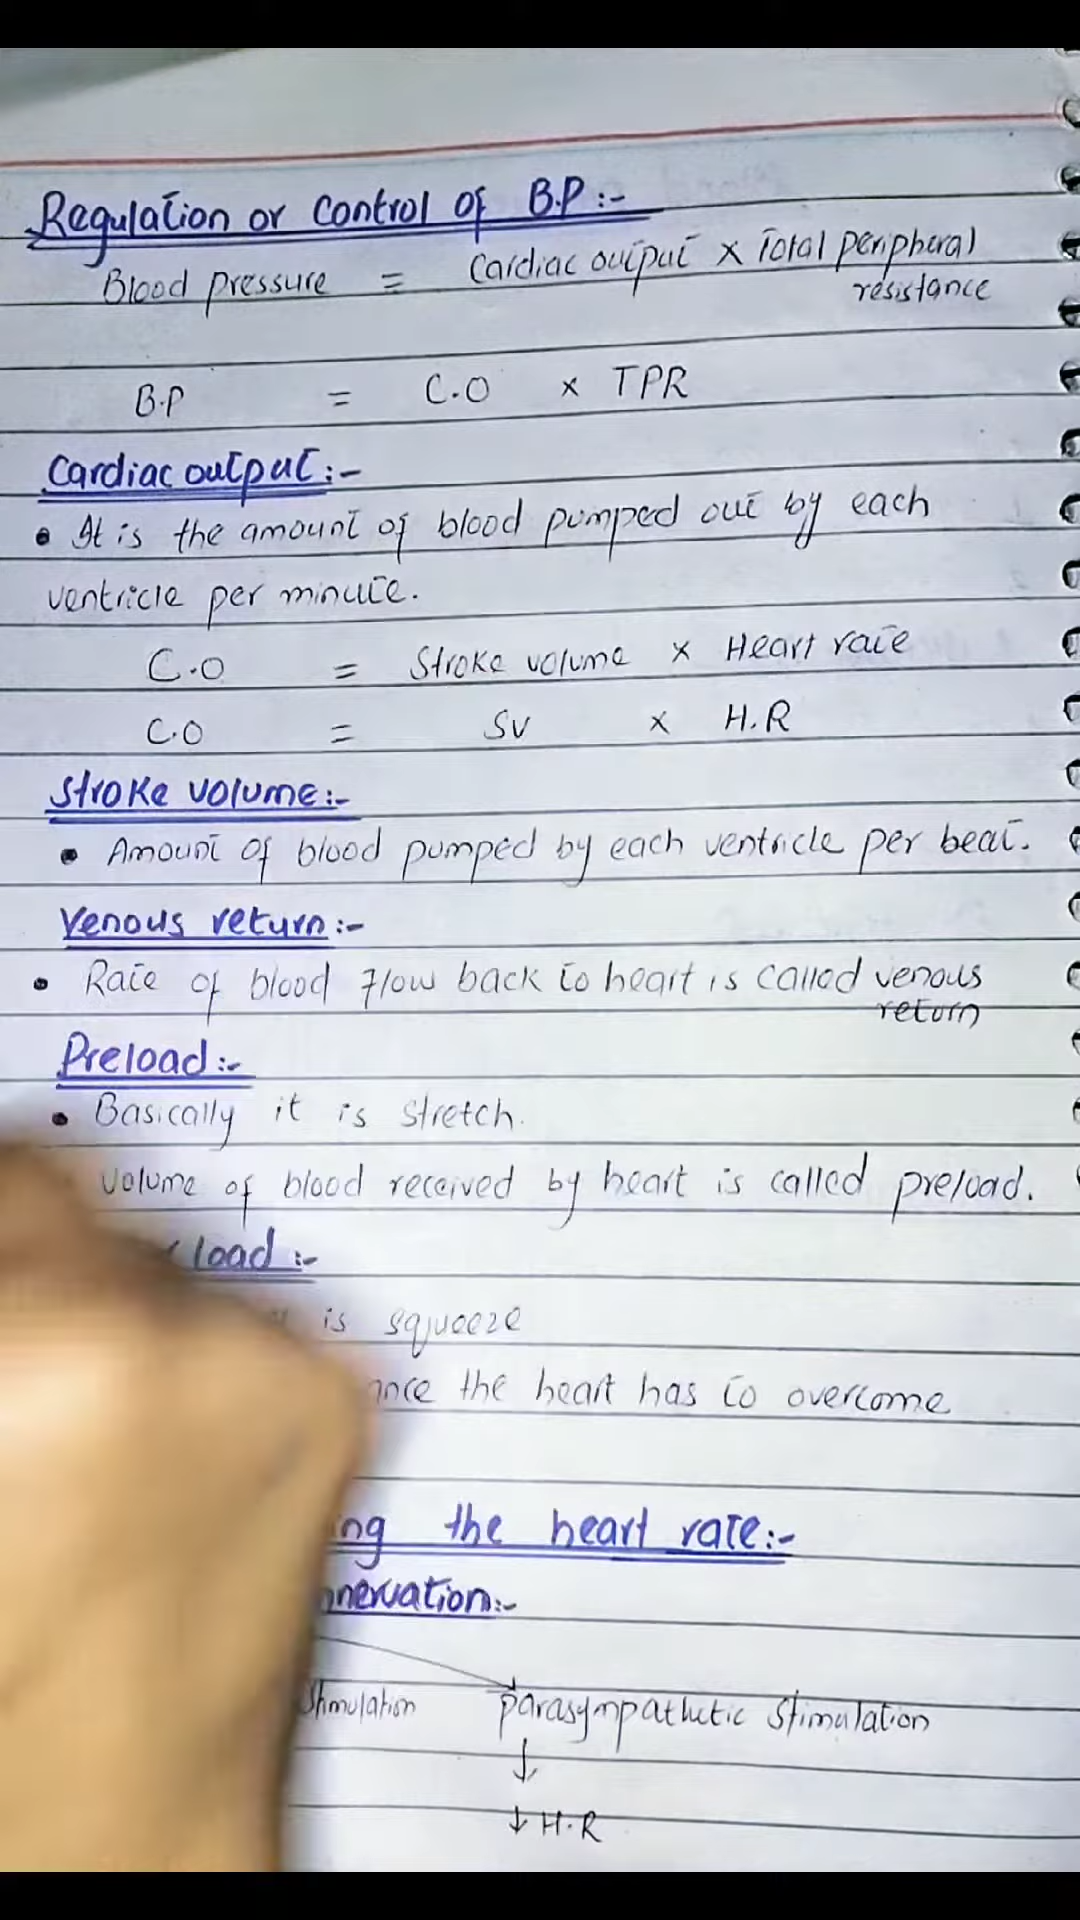 Regulation or control of B.P:-
Blood pressure = Cardiac output × Total peripheral
resistance
B.P = C.O × TPR
Cardiac output:-
• It is the amount of blood pumped out by each
ventricle per minute.
C.O = Stroke volume × Heart rate
C.O = SV × H.R
Stroke volume:-
• Amount of blood pumped by each ventricle per beat.
Venous return:-
• Rate of blood flow back to heart is called venous
return
Preload:-
• Basically it is stretch.
volume of blood received by heart is called preload.
load:-
is squeeze
the heart has to overcome
the heart rate:-
stimulation parasympathetic stimulation
↓
↓ H.R